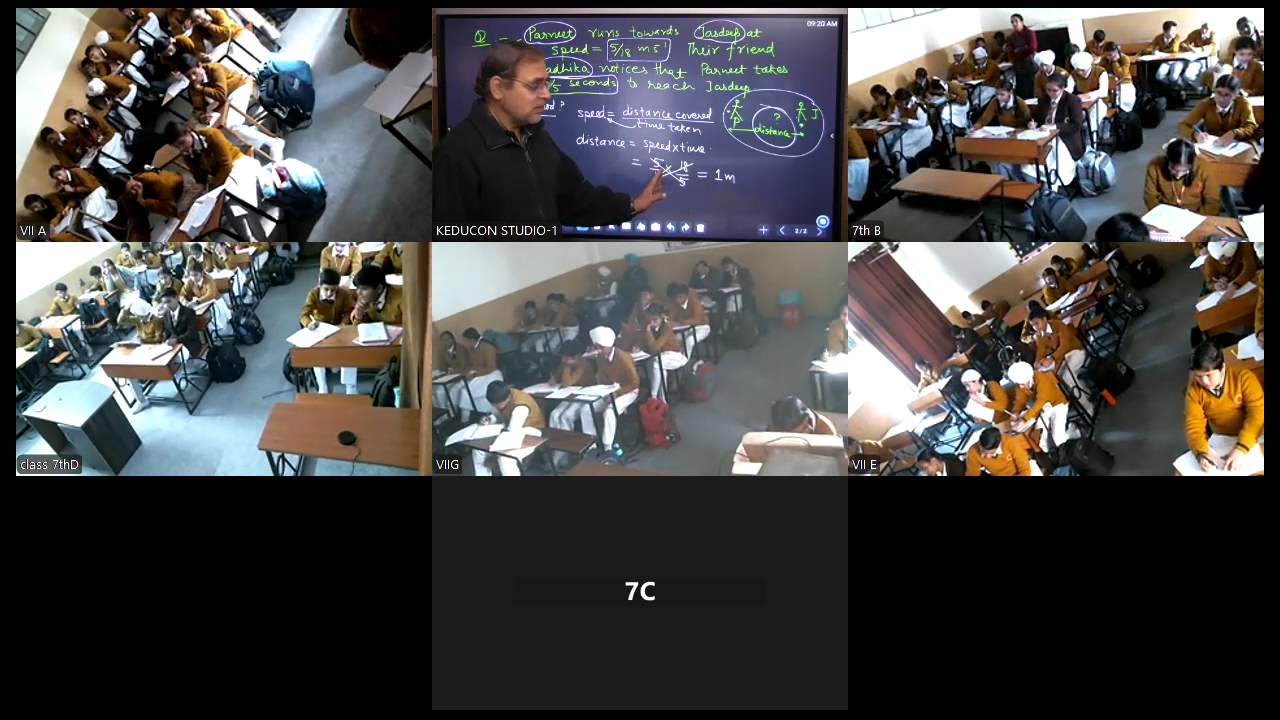 VII A
09:20 AM
Q Parneet runs towards Jasdeep at
speed = 5/18 ms⁻¹ Their friend
adhika notices that Parneet takes
/5 seconds to reach Jasdeep
?
speed = distance covered
time taken
distance = speed x time.
= 5 x 18
5
= 1m
P
?
J
distance
2/2
KEDUCON STUDIO-1
7th B
class 7thD
VIIG
VII E
7C